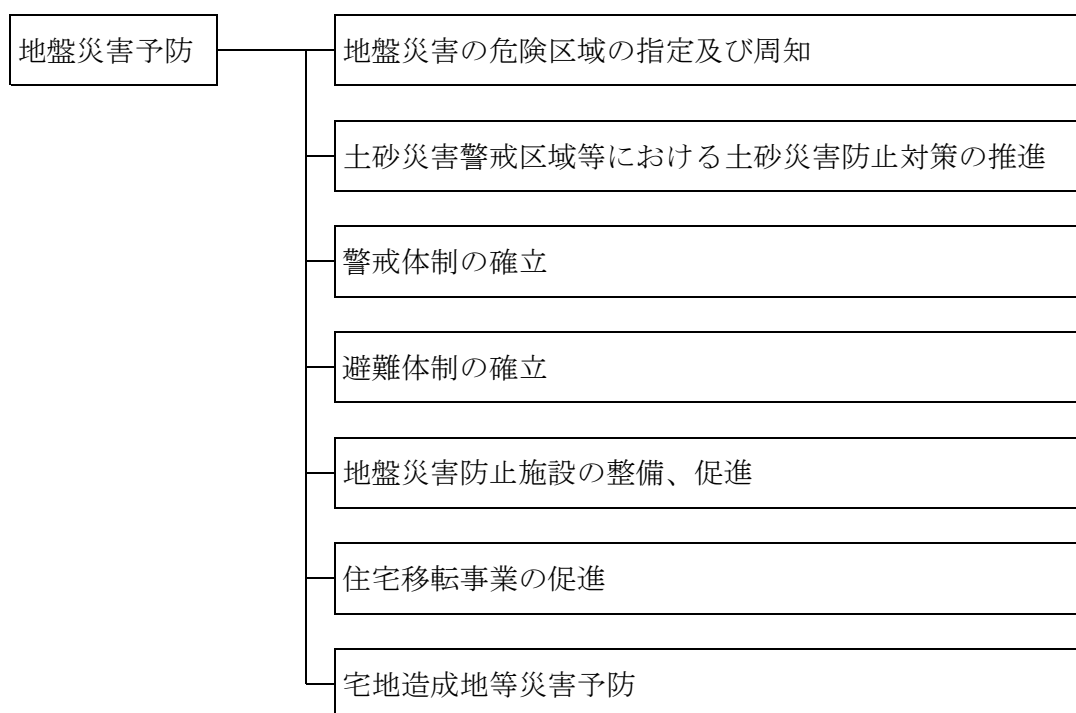 地盤災害予防
地盤災害の危険区域の指定及び周知
土砂災害警戒区域等における土砂災害防止対策の推進
警戒体制の確立
避難体制の確立
地盤災害防止施設の整備、促進
住宅移転事業の促進
宅地造成地等災害予防